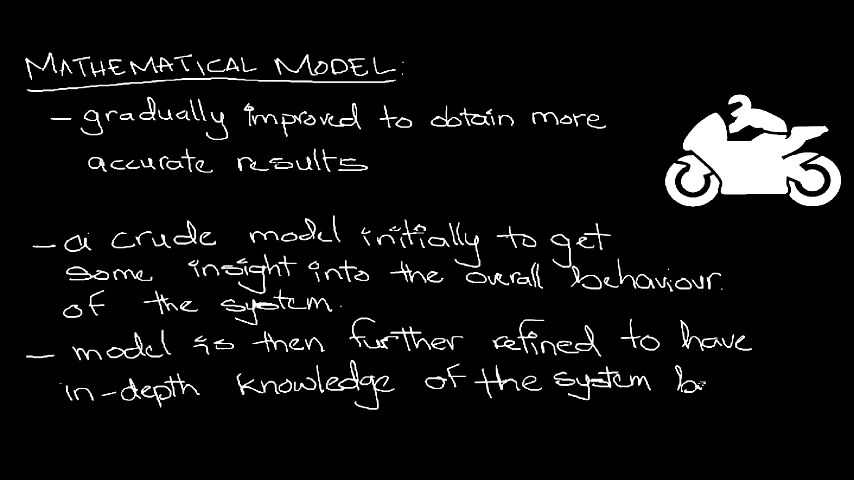 MATHEMATICAL MODEL:
- gradually improved to obtain more
accurate results
- a crude model initially to get
some insight into the overall behaviour
of the system.
- model is then further refined to have
in-depth knowledge of the system